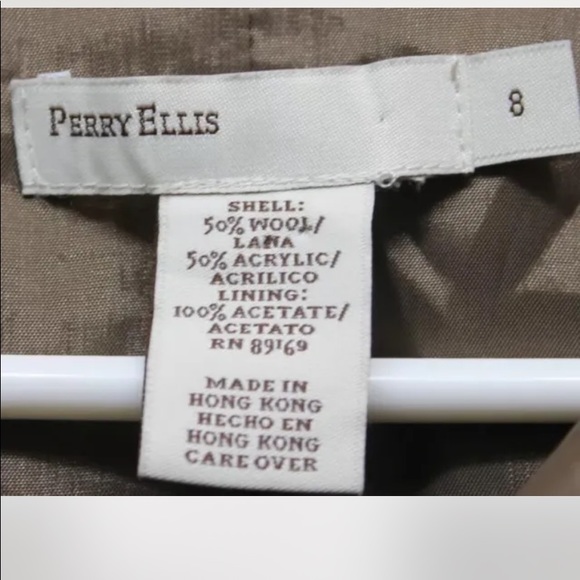 PERRY ELLIS
8
SHELL:
50% WOOL/
LANA
50% ACRYLIC/
ACRILICO
LINING:
100% ACETATE/
ACETATO
RN 89169
MADE IN
HONG KONG
HECHO EN
HONG KONG
CARE OVER